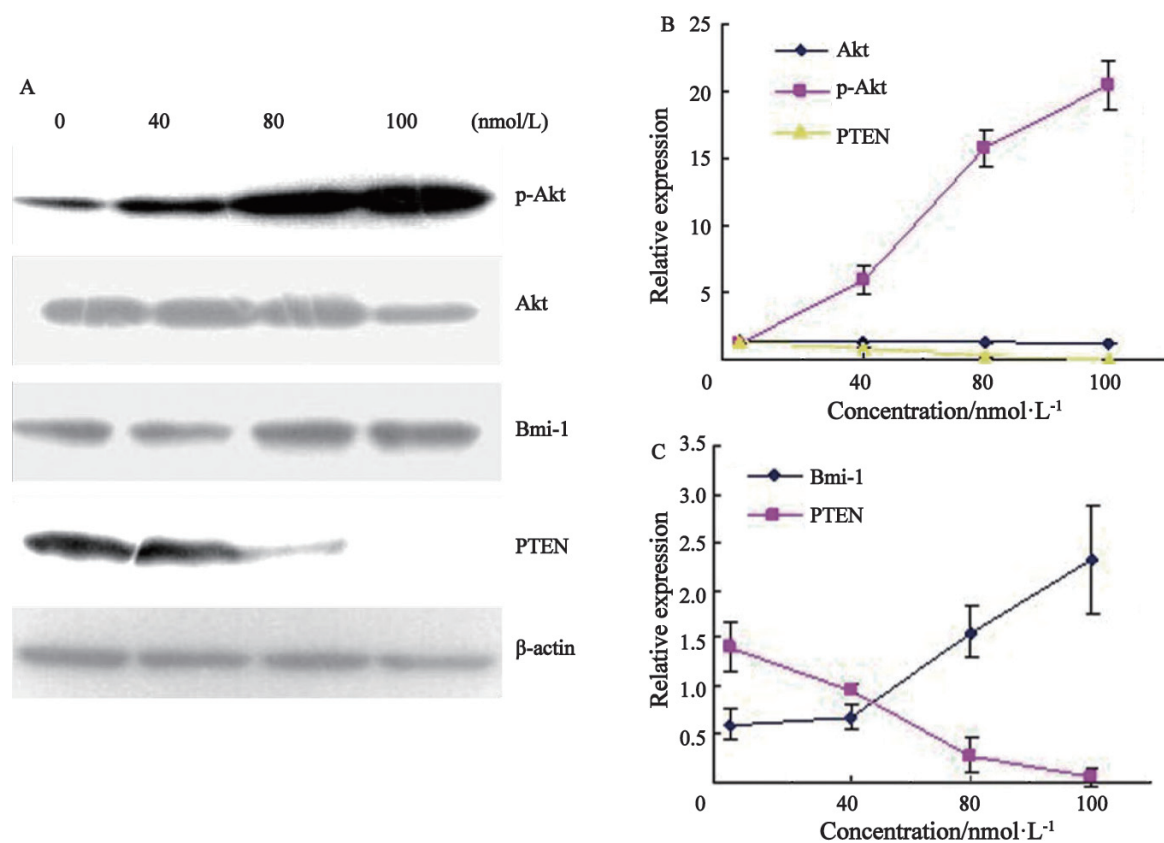 A
0 40 80 100 (nmol/L)
p-Akt
Akt
Bmi-1
PTEN
β-actin
B
25
20
15
10
5
0
Relative expression
Akt
p-Akt
PTEN
40 80 100
Concentration/nmol·L⁻¹
C
3.5
3.0
2.5
2.0
1.5
1.0
0.5
0
Relative expression
Bmi-1
PTEN
40 80 100
Concentration/nmol·L⁻¹